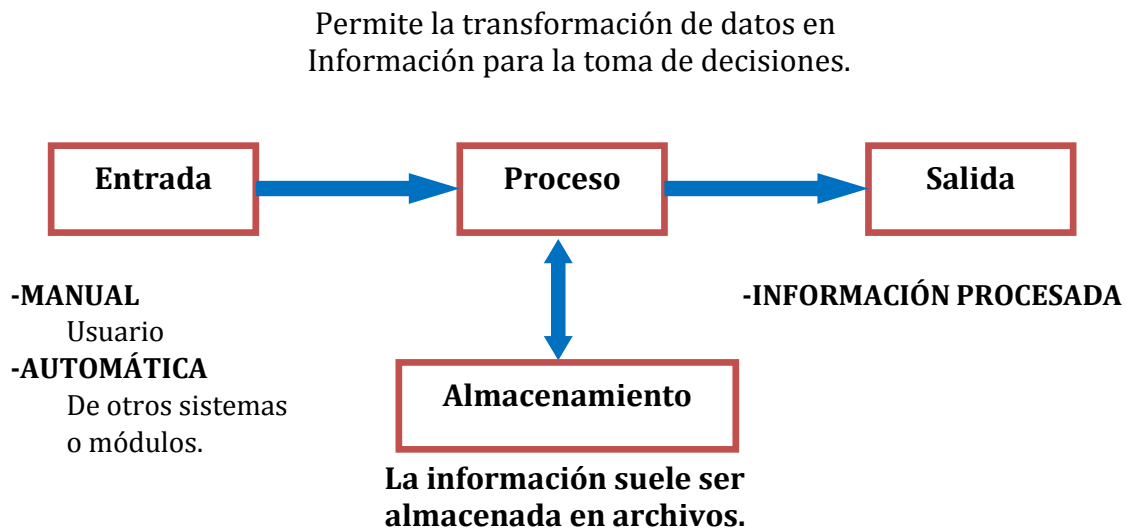 Permite la transformación de datos en
Información para la toma de decisiones.
Entrada
Proceso
Salida
-MANUAL
Usuario
-AUTOMÁTICA
De otros sistemas
o módulos.
-INFORMACIÓN PROCESADA
Almacenamiento
La información suele ser
almacenada en archivos.